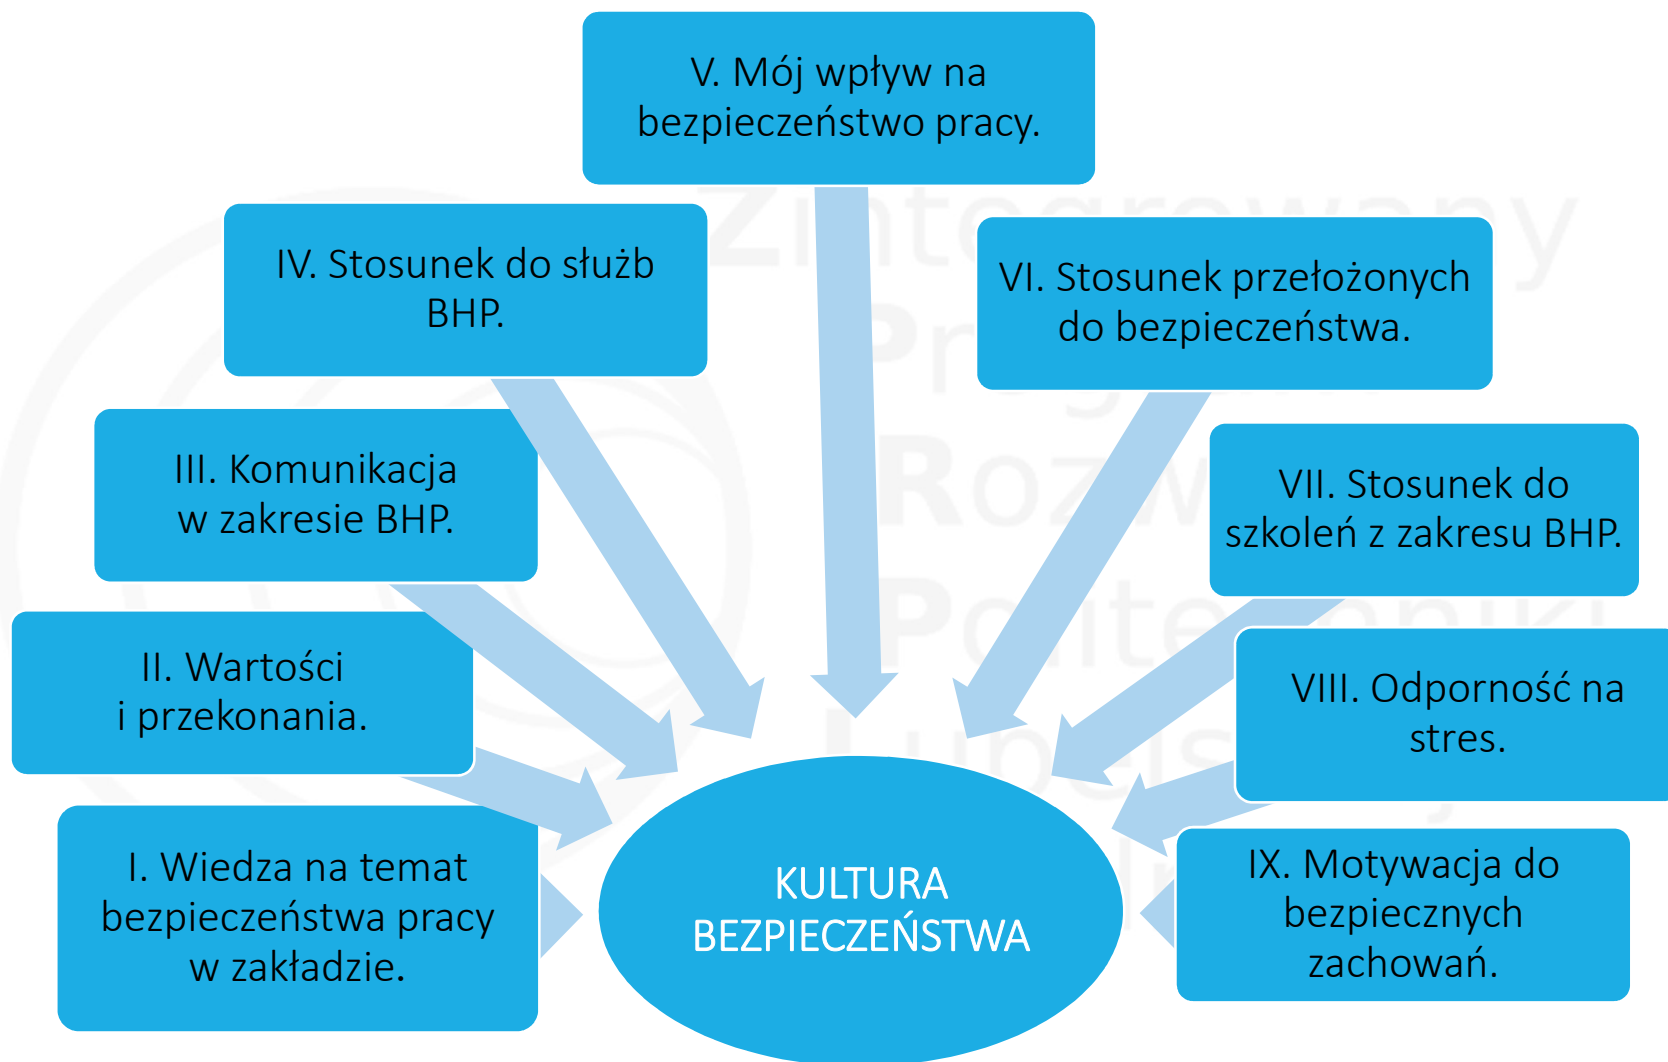 V. Mój wpływ na
bezpieczeństwo pracy.
IV. Stosunek do służb
BHP.
VI. Stosunek przełożonych
do bezpieczeństwa.
III. Komunikacja
w zakresie BHP.
VII. Stosunek do
szkoleń z zakresu BHP.
II. Wartości
i przekonania.
VIII. Odporność na
stres.
I. Wiedza na temat
bezpieczeństwa pracy
w zakładzie.
IX. Motywacja do
bezpiecznych
zachowań.
KULTURA
BEZPIECZEŃSTWA
Zintegrowany